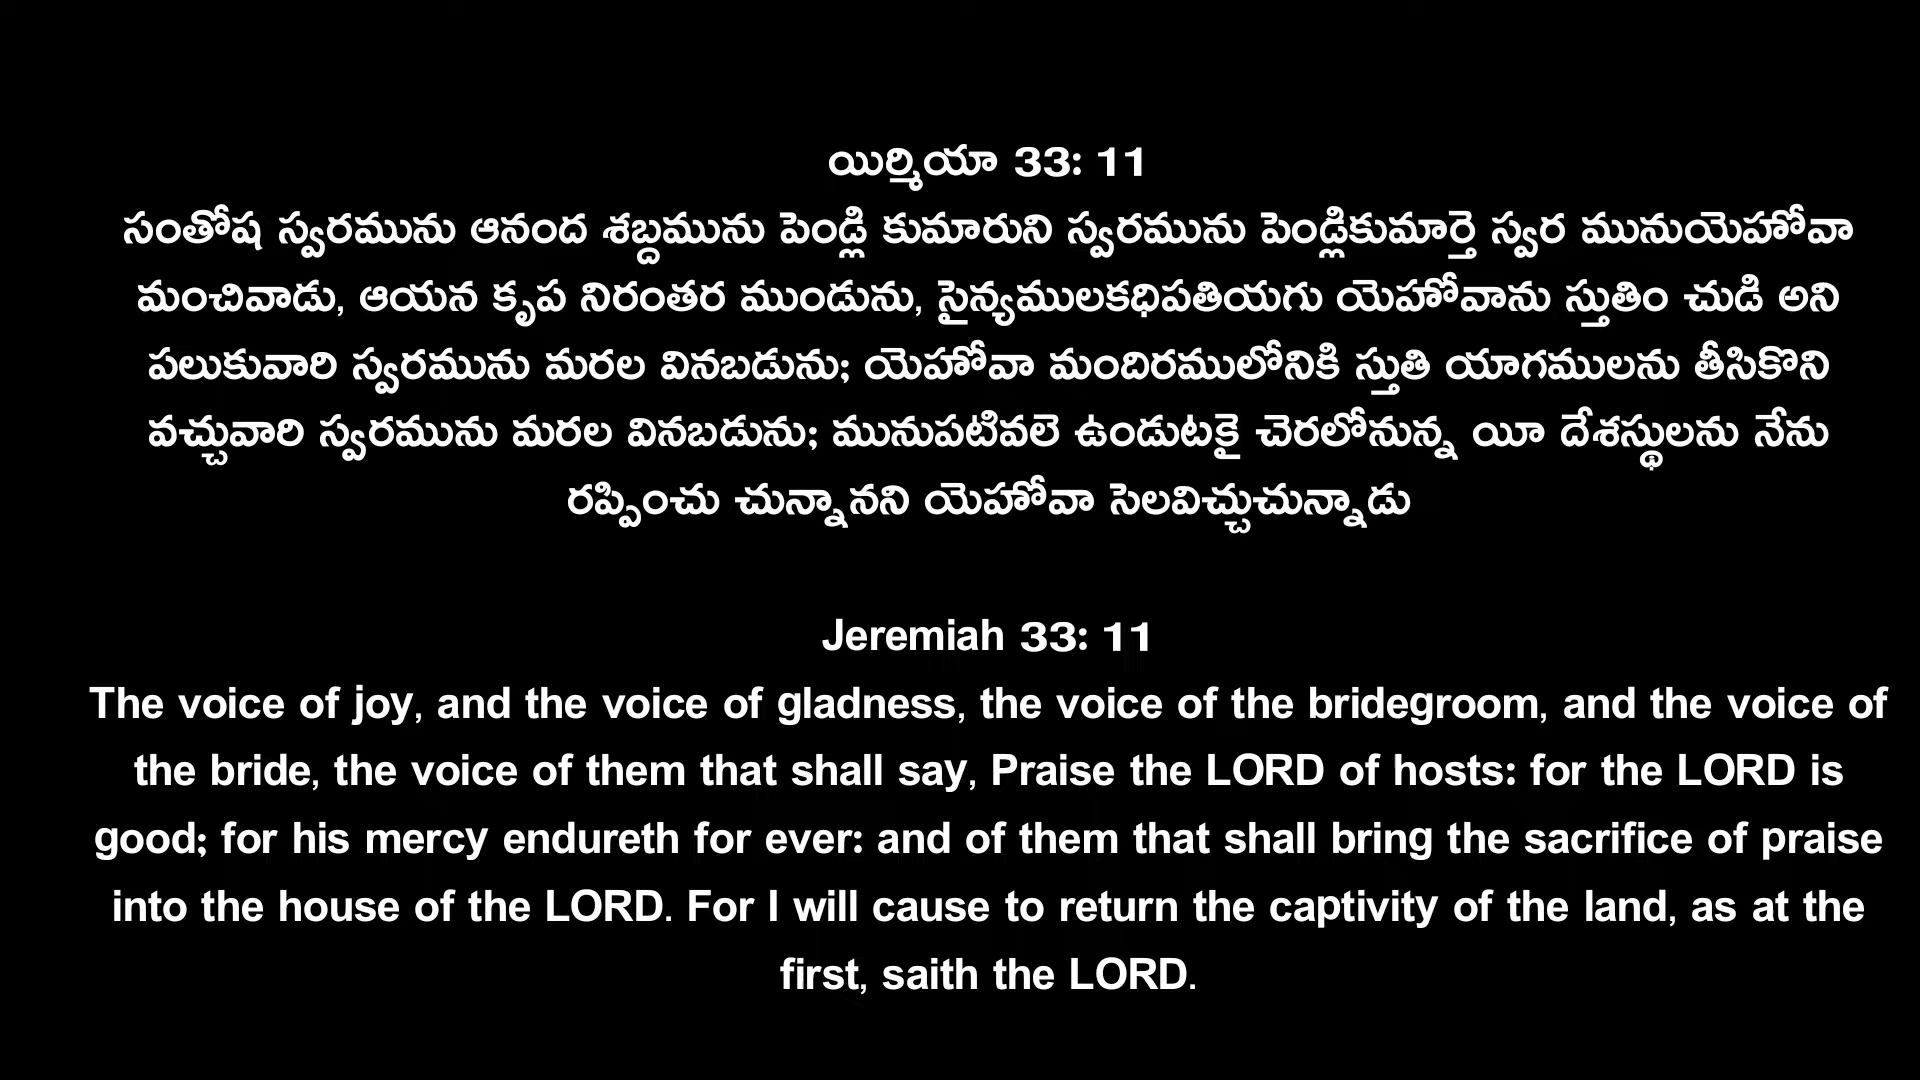 యిర్మియా 33: 11
సంతోష స్వరమును ఆనంద శబ్దమును పెండ్లి కుమారుని స్వరమును పెండ్లికుమార్తె స్వర మునుయెహోవా
మంచివాడు, ఆయన కృప నిరంతర ముండును, సైన్యములకధిపతియగు యెహోవాను స్తుతిం చుడి అని
పలుకువారి స్వరమును మరల వినబడును; యెహోవా మందిరములోనికి స్తుతి యాగములను తీసికొని
వచ్చువారి స్వరమును మరల వినబడును; మునుపటివలె ఉండుటకై చెరలోనున్న యీ దేశస్థులను నేను
రప్పించు చున్నానని యెహోవా సెలవిచ్చుచున్నాడు
Jeremiah 33: 11
The voice of joy, and the voice of gladness, the voice of the bridegroom, and the voice of
the bride, the voice of them that shall say, Praise the LORD of hosts: for the LORD is
good; for his mercy endureth for ever: and of them that shall bring the sacrifice of praise
into the house of the LORD. For I will cause to return the captivity of the land, as at the
first, saith the LORD.